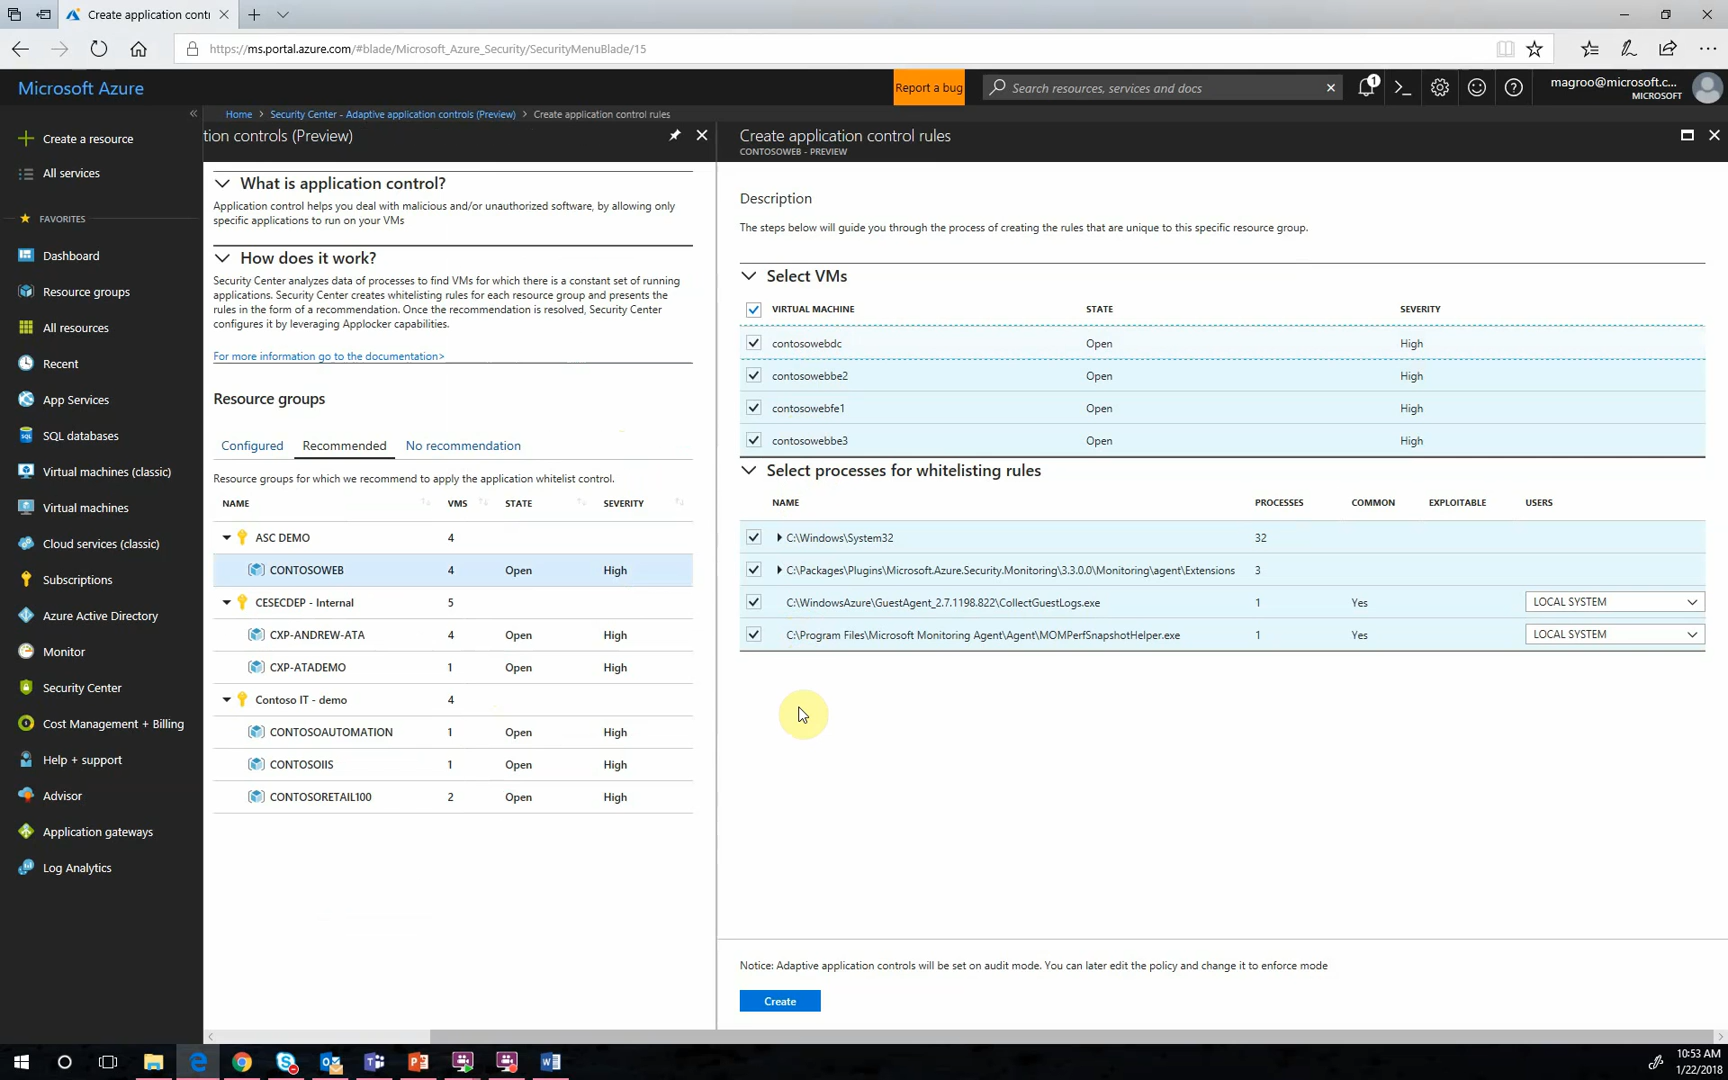 Create application contr
https://ms.portal.azure.com/#blade/Microsoft_Azure_Security/SecurityMenuBlade/15
Microsoft Azure
Report a bug
Search resources, services and docs
1
magroo@microsoft.c...
MICROSOFT
Home > Security Center - Adaptive application controls (Preview) > Create application control rules
Create a resource
All services
FAVORITES
Dashboard
Resource groups
All resources
Recent
App Services
SQL databases
Virtual machines (classic)
Virtual machines
Cloud services (classic)
Subscriptions
Azure Active Directory
Monitor
Security Center
Cost Management + Billing
Help + support
Advisor
Application gateways
Log Analytics
tion controls (Preview)
What is application control?
Application control helps you deal with malicious and/or unauthorized software, by allowing only
specific applications to run on your VMs
How does it work?
Security Center analyzes data of processes to find VMs for which there is a constant set of running
applications. Security Center creates whitelisting rules for each resource group and presents the
rules in the form of a recommendation. Once the recommendation is resolved, Security Center
configures it by leveraging Applocker capabilities.
For more information go to the documentation>
Resource groups
Configured Recommended No recommendation
Resource groups for which we recommend to apply the application whitelist control.
NAME VMS STATE SEVERITY
ASC DEMO 4
CONTOSOWEB 4 Open High
CESECDEP - Internal 5
CXP-ANDREW-ATA 4 Open High
CXP-ATADEMO 1 Open High
Contoso IT - demo 4
CONTOSOAUTOMATION 1 Open High
CONTOSOIIS 1 Open High
CONTOSORETAIL100 2 Open High
Create application control rules
CONTOSOWEB - PREVIEW
Description
The steps below will guide you through the process of creating the rules that are unique to this specific resource group.
Select VMs
VIRTUAL MACHINE STATE SEVERITY
contosowebdc Open High
contosowebbe2 Open High
contosowebfe1 Open High
contosowebbe3 Open High
Select processes for whitelisting rules
NAME PROCESSES COMMON EXPLOITABLE USERS
C:\Windows\System32 32
C:\Packages\Plugins\Microsoft.Azure.Security.Monitoring\3.3.0.0\Monitoring\agent\Extensions 3
C:\WindowsAzure\GuestAgent_2.7.1198.822\CollectGuestLogs.exe 1 Yes LOCAL SYSTEM
C:\Program Files\Microsoft Monitoring Agent\Agent\MOMPerfSnapshotHelper.exe 1 Yes LOCAL SYSTEM
Notice: Adaptive application controls will be set on audit mode. You can later edit the policy and change it to enforce mode
Create
10:53 AM
1/22/2018